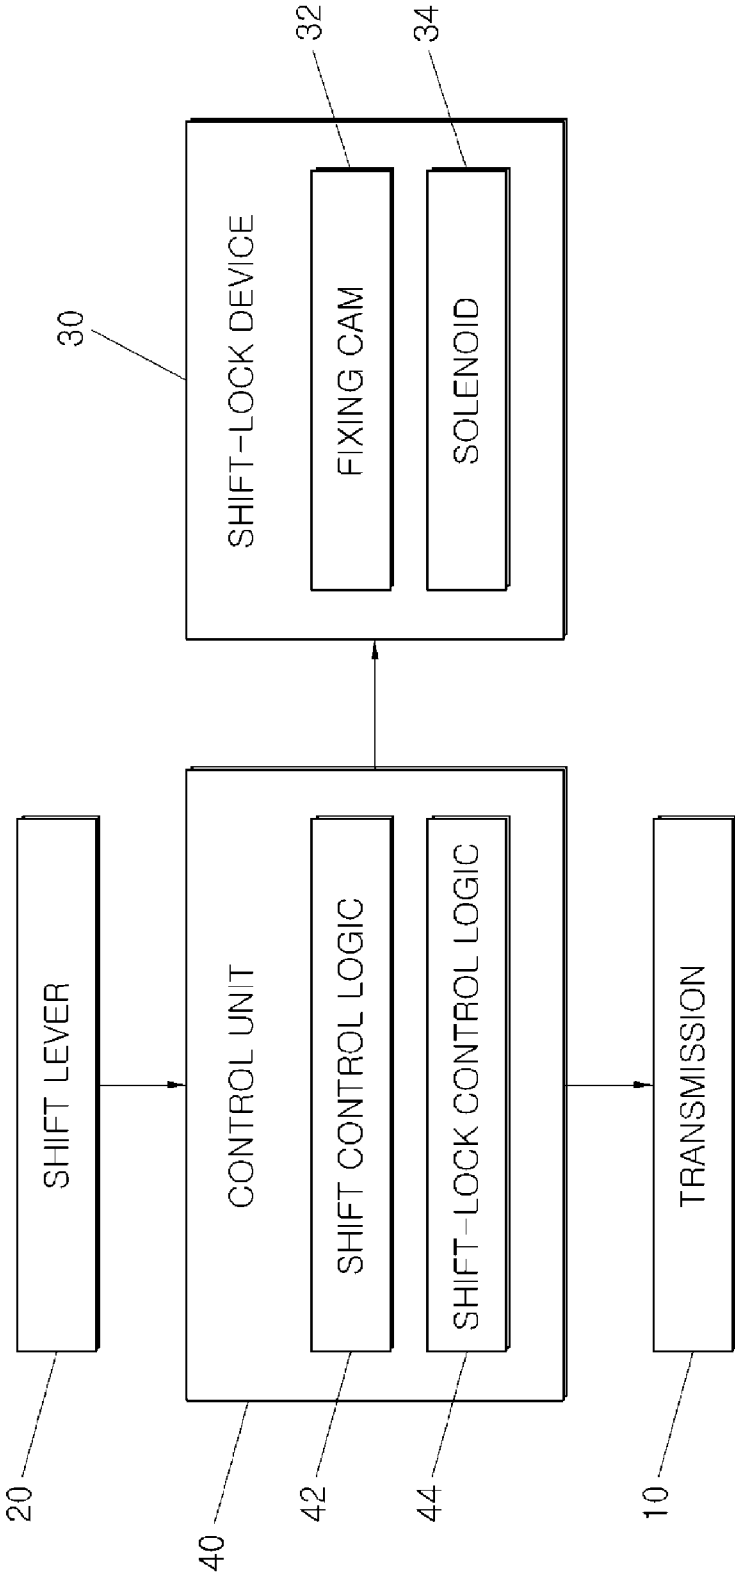 20
SHIFT LEVER
40
CONTROL UNIT
42
SHIFT CONTROL LOGIC
44
SHIFT-LOCK CONTROL LOGIC
10
TRANSMISSION
30
SHIFT-LOCK DEVICE
FIXING CAM
32
SOLENOID
34